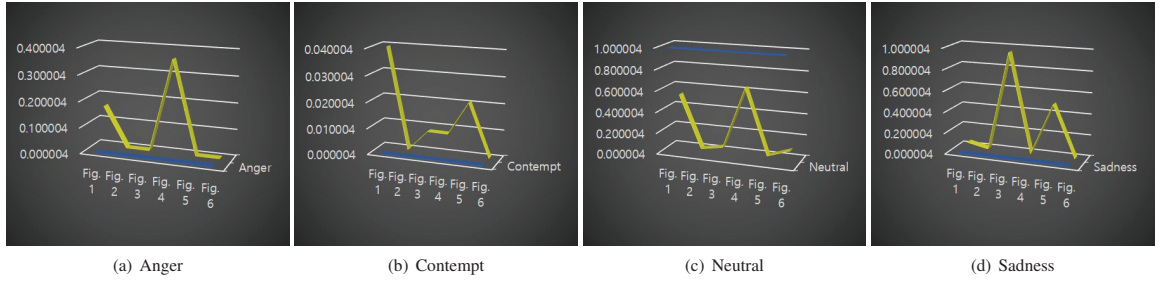 0.400004
0.300004
0.200004
0.100004
0.000004
Anger
Fig. 1
Fig. 2
Fig. 3
Fig. 4
Fig. 5
Fig. 6
(a) Anger
0.040004
0.030004
0.020004
0.010004
0.000004
Contempt
Fig. 1
Fig. 2
Fig. 3
Fig. 4
Fig. 5
Fig. 6
(b) Contempt
1.000004
0.800004
0.600004
0.400004
0.200004
0.000004
Neutral
Fig. 1
Fig. 2
Fig. 3
Fig. 4
Fig. 5
Fig. 6
(c) Neutral
1.000004
0.800004
0.600004
0.400004
0.200004
0.000004
Sadness
Fig. 1
Fig. 2
Fig. 3
Fig. 4
Fig. 5
Fig. 6
(d) Sadness